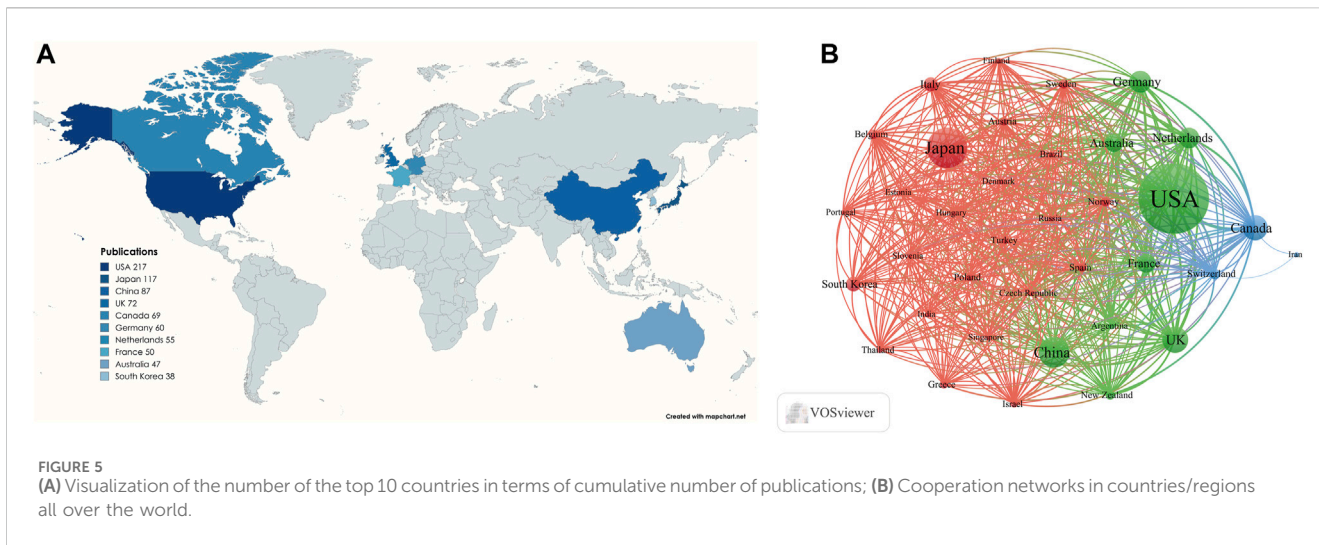 A
Publications
USA 217
Japan 117
China 87
UK 72
Canada 69
Germany 60
Netherlands 55
France 50
Australia 47
South Korea 38
Created with mapchart.net
B
Finland
Italy
Sweden
Germany
Belgium
Austria
Netherlands
Japan
Brazil
Australia
Estonia
Denmark
USA
Portugal
Hungary
Russia
Norway
Canada
Slovenia
Turkey
Iran
South Korea
Poland
Spain
France
Switzerland
Czech Republic
India
Singapore
Argentina
Thailand
China
UK
Greece
Israel
New Zealand
VOSviewer
FIGURE 5
(A) Visualization of the number of the top 10 countries in terms of cumulative number of publications; (B) Cooperation networks in countries/regions
all over the world.